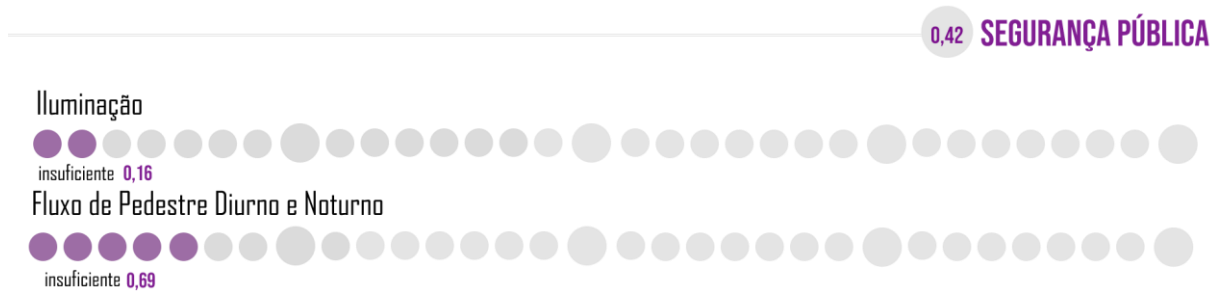 0,42 SEGURANÇA PÚBLICA
Iluminação
insuficiente 0,16
Fluxo de Pedestre Diurno e Noturno
insuficiente 0,69